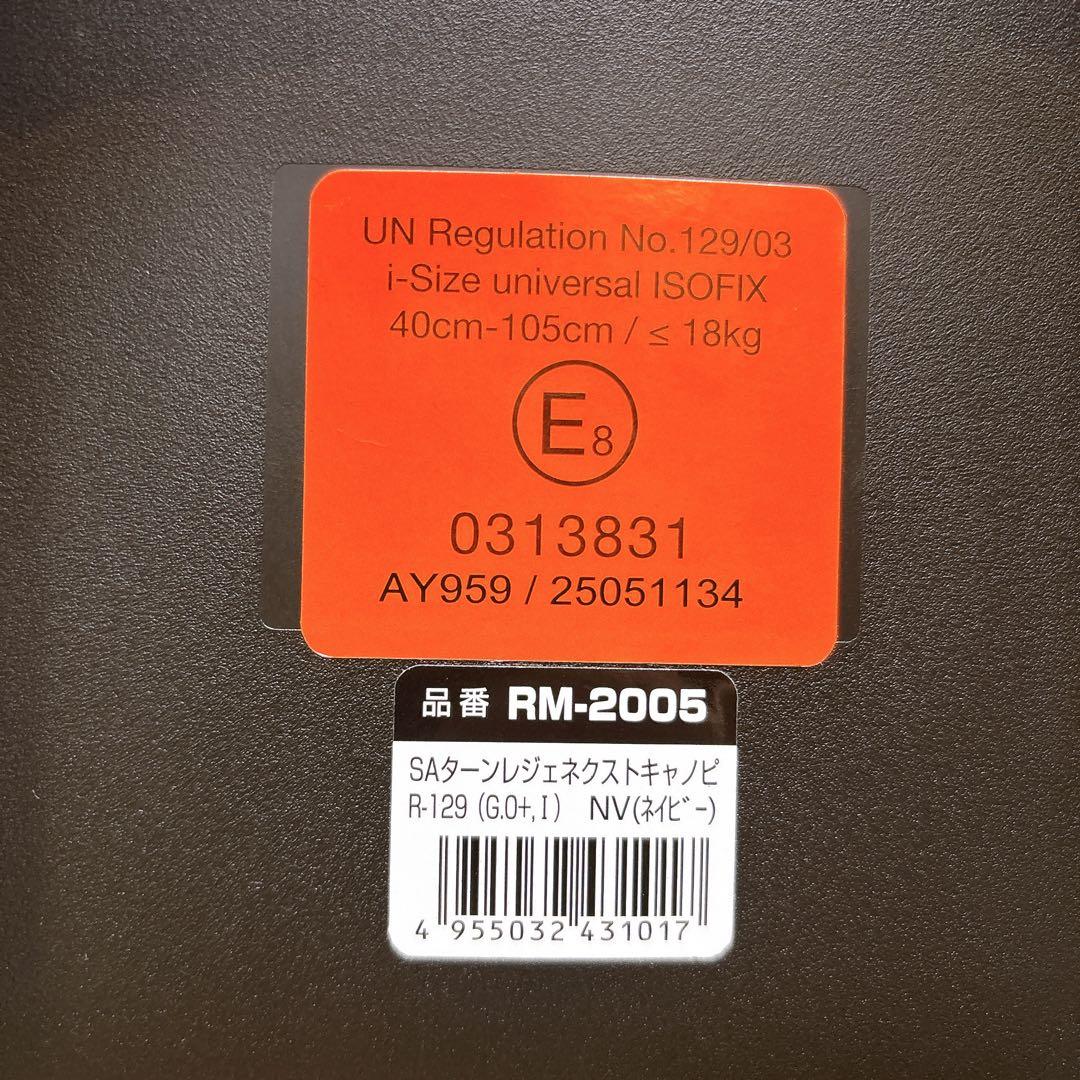 UN Regulation No.129/03
i-Size universal ISOFIX
40cm-105cm / ≤ 18kg
E8
0313831
AY959 / 25051134
品番 RM-2005
SAターンレジェネクストキャノピ
R-129 (G.0+,I) NV(ﾈｲﾋﾞｰ)
4 955032 431017